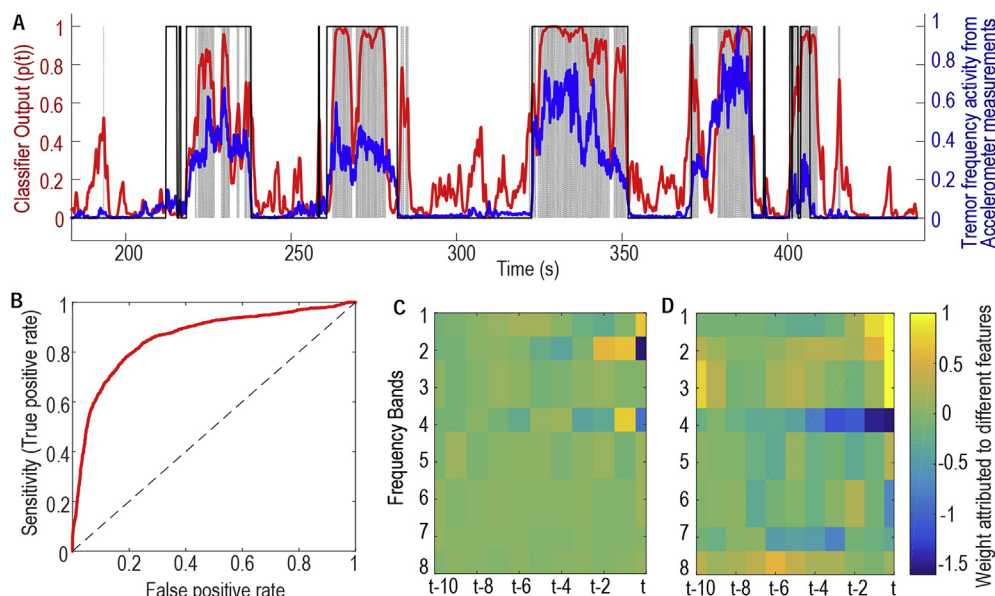 A
Classifier Output (p(t))
1
0.8
0.6
0.4
0.2
0
1
0.8
0.6
0.4
0.2
0
Tremor frequency activity from
Accelerometer measurements
200 250 300 350 400
Time (s)
B
Sensitivity (True positive rate)
1
0.8
0.6
0.4
0.2
0
0.2 0.4 0.6 0.8 1
False positive rate
C
Frequency Bands
1
2
3
4
5
6
7
8
t-10 t-8 t-6 t-4 t-2 t
D
1
2
3
4
5
6
7
8
t-10 t-8 t-6 t-4 t-2 t
1
0.5
0
-0.5
-1
-1.5
Weight attributed to different features